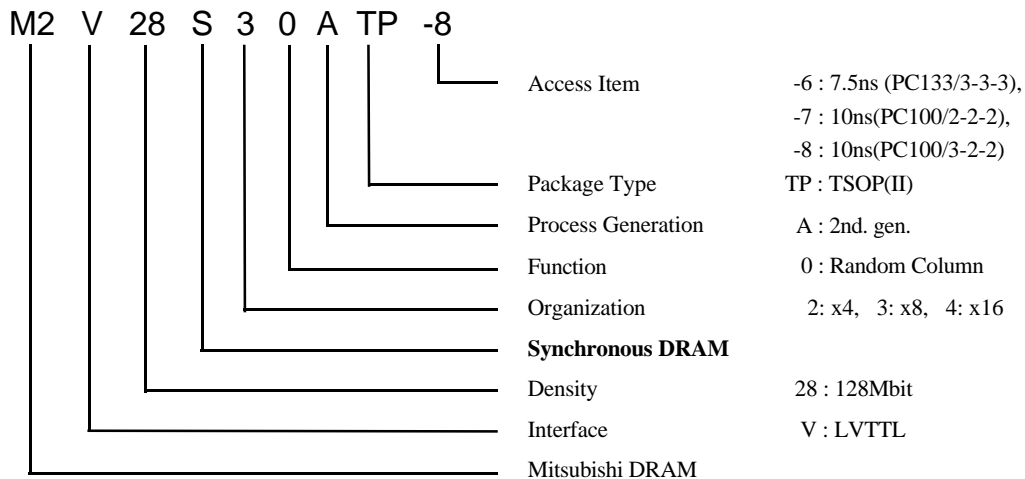 M2 V 28 S 3 0 A TP -8
Access Item -6 : 7.5ns (PC133/3-3-3),
-7 : 10ns(PC100/2-2-2),
-8 : 10ns(PC100/3-2-2)
Package Type TP : TSOP(II)
Process Generation A : 2nd. gen.
Function 0 : Random Column
Organization 2: x4, 3: x8, 4: x16
Synchronous DRAM
Density 28 : 128Mbit
Interface V : LVTTL
Mitsubishi DRAM